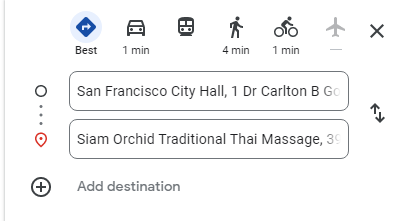 Best 1 min 4 min 1 min —
San Francisco City Hall, 1 Dr Carlton B Go
Siam Orchid Traditional Thai Massage, 39
Add destination